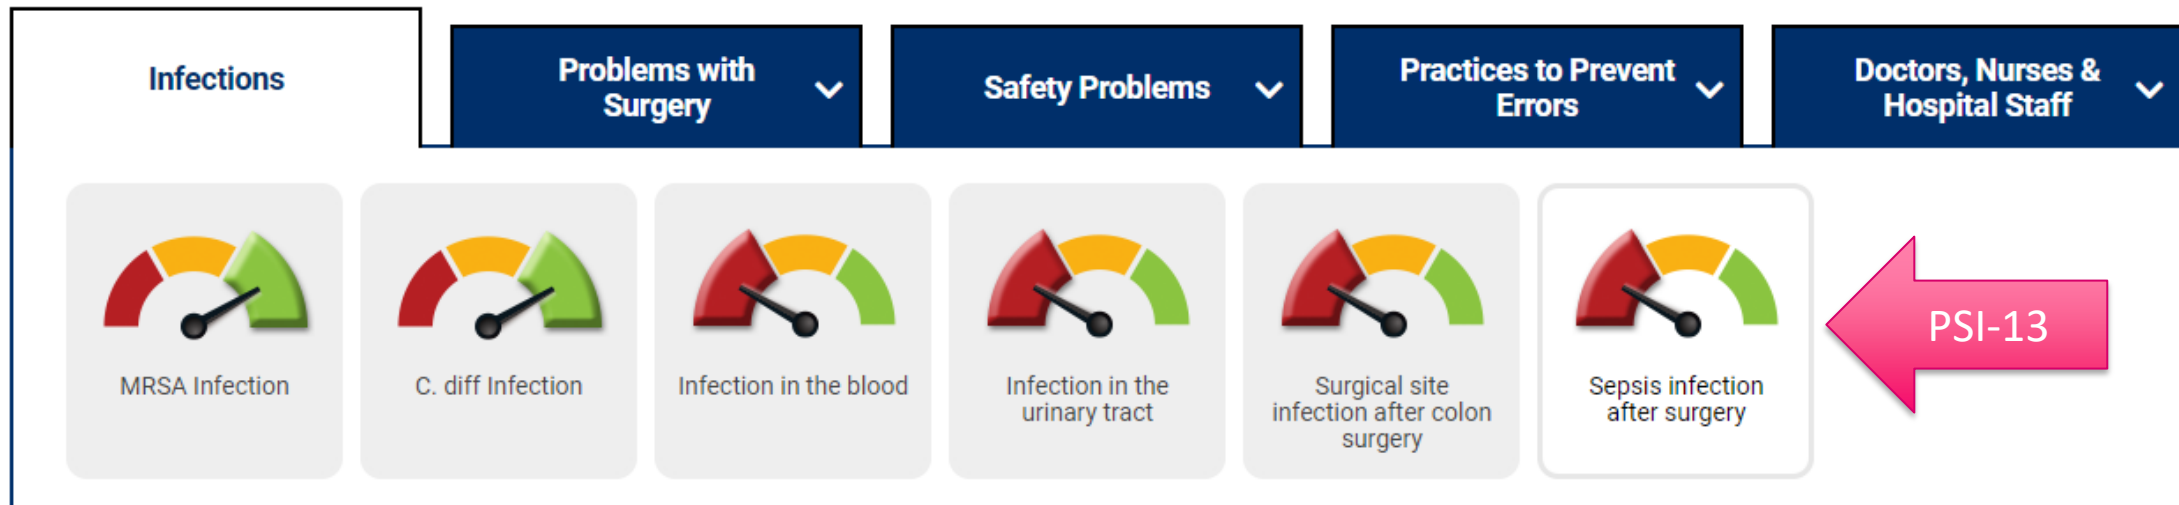 Infections
Problems with
Surgery
Safety Problems
Practices to Prevent
Errors
Doctors, Nurses &
Hospital Staff
MRSA Infection
C. diff Infection
Infection in the blood
Infection in the
urinary tract
Surgical site
infection after colon
surgery
Sepsis infection
after surgery
PSI-13